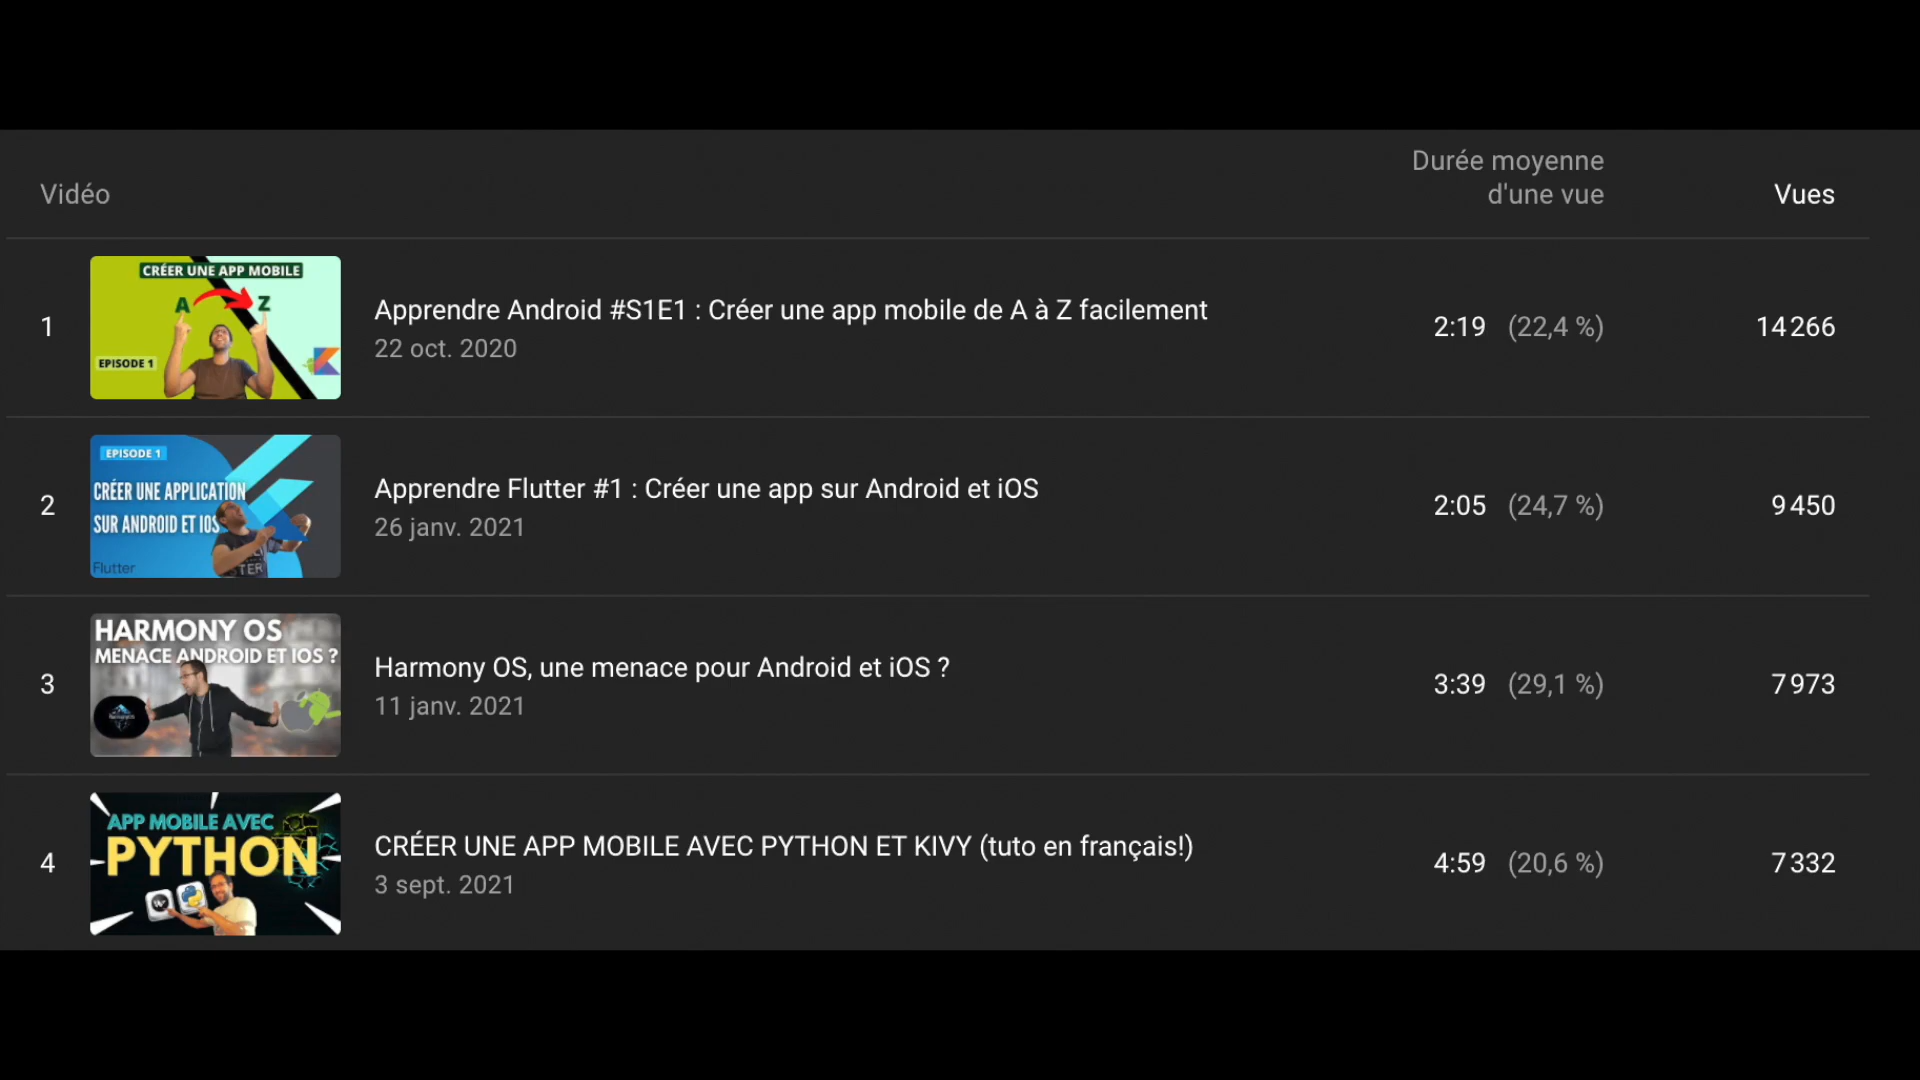 Vidéo
Durée moyenne
d'une vue
Vues
1
CRÉER UNE APP MOBILE
A Z
EPISODE 1
Apprendre Android #S1E1 : Créer une app mobile de A à Z facilement
22 oct. 2020
2:19 (22,4 %)
14 266
2
EPISODE 1
CRÉER UNE APPLICATION
SUR ANDROID ET IOS
Flutter
Apprendre Flutter #1 : Créer une app sur Android et iOS
26 janv. 2021
2:05 (24,7 %)
9 450
3
HARMONY OS
MENACE ANDROID ET IOS ?
Harmony OS, une menace pour Android et iOS ?
11 janv. 2021
3:39 (29,1 %)
7 973
4
APP MOBILE AVEC
PYTHON
CRÉER UNE APP MOBILE AVEC PYTHON ET KIVY (tuto en français!)
3 sept. 2021
4:59 (20,6 %)
7 332